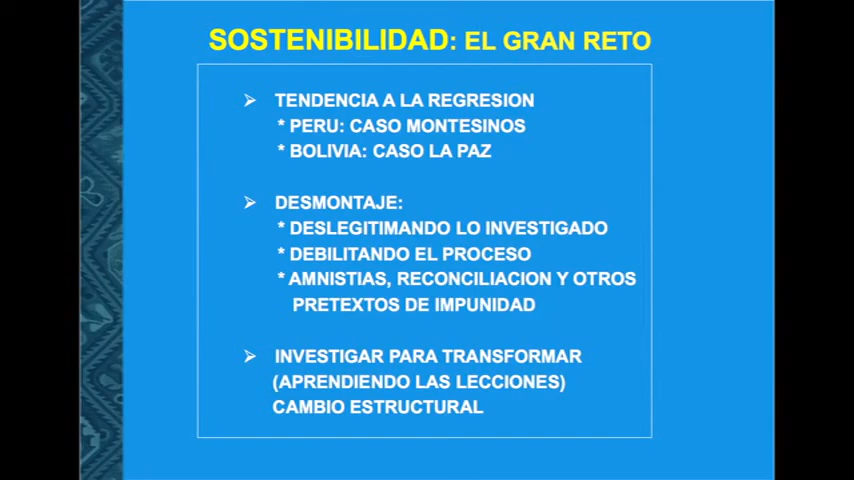 SOSTENIBILIDAD: EL GRAN RETO
➢ TENDENCIA A LA REGRESION
* PERU: CASO MONTESINOS
* BOLIVIA: CASO LA PAZ
➢ DESMONTAJE:
* DESLEGITIMANDO LO INVESTIGADO
* DEBILITANDO EL PROCESO
* AMNISTIAS, RECONCILIACION Y OTROS
PRETEXTOS DE IMPUNIDAD
➢ INVESTIGAR PARA TRANSFORMAR
(APRENDIENDO LAS LECCIONES)
CAMBIO ESTRUCTURAL